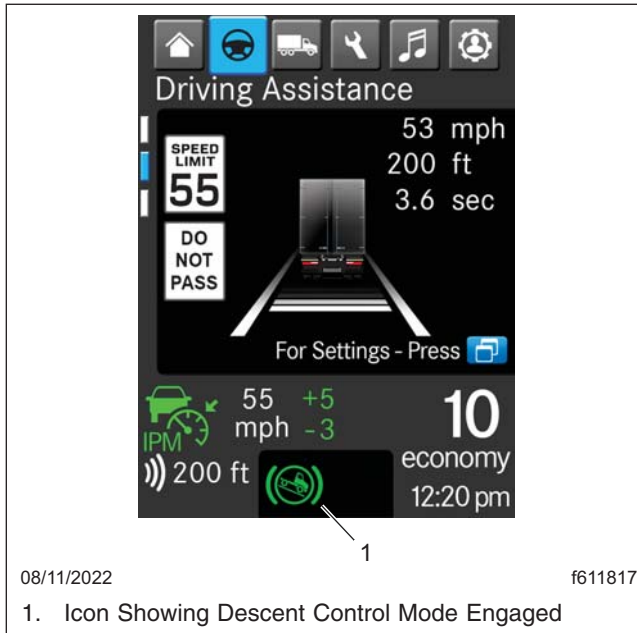 Driving Assistance
SPEED
LIMIT
55
53 mph
200 ft
3.6 sec
DO
NOT
PASS
For Settings - Press
IPM
55
mph
+5
-3
200 ft
10
economy
12:20 pm
1
08/11/2022
f611817
1. Icon Showing Descent Control Mode Engaged